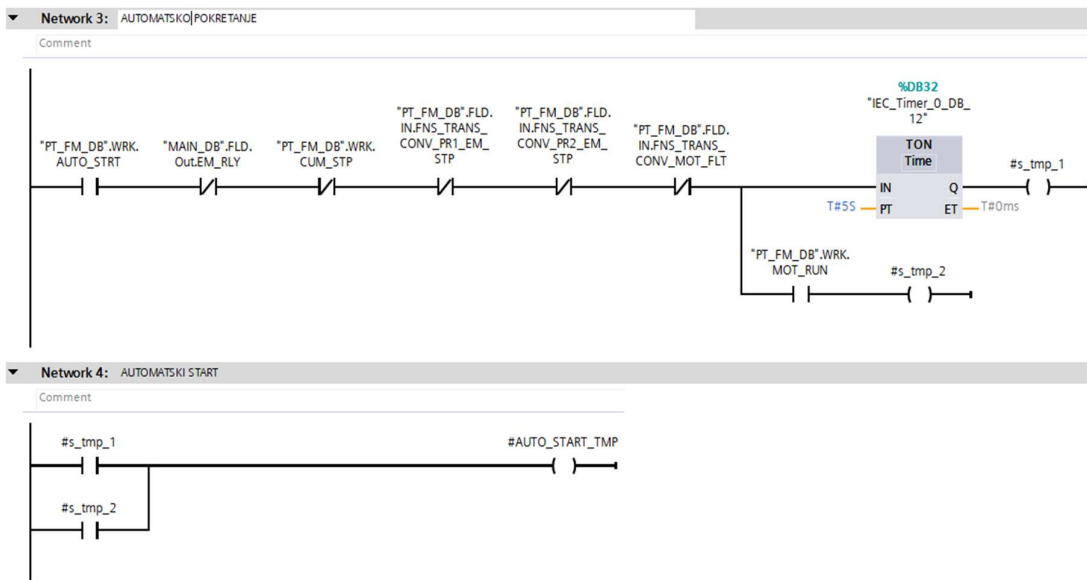 Network 3: AUTOMATSKO POKRETANJE
Comment
"PT_FM_DB".WRK.
AUTO_STRT
"MAIN_DB".FLD.
Out.EM_RLY
"PT_FM_DB".WRK.
CUM_STP
"PT_FM_DB".FLD.
IN.FNS_TRANS_
CONV_PR1_EM_
STP
"PT_FM_DB".FLD.
IN.FNS_TRANS_
CONV_PR2_EM_
STP
"PT_FM_DB".FLD.
IN.FNS_TRANS_
CONV_MOT_FLT
%DB32
"IEC_Timer_0_DB_
12"
TON
Time
#s_tmp_1
IN Q
T#5S PT ET T#0ms
"PT_FM_DB".WRK.
MOT_RUN
#s_tmp_2
Network 4: AUTOMATSKI START
Comment
#s_tmp_1
#AUTO_START_TMP
#s_tmp_2